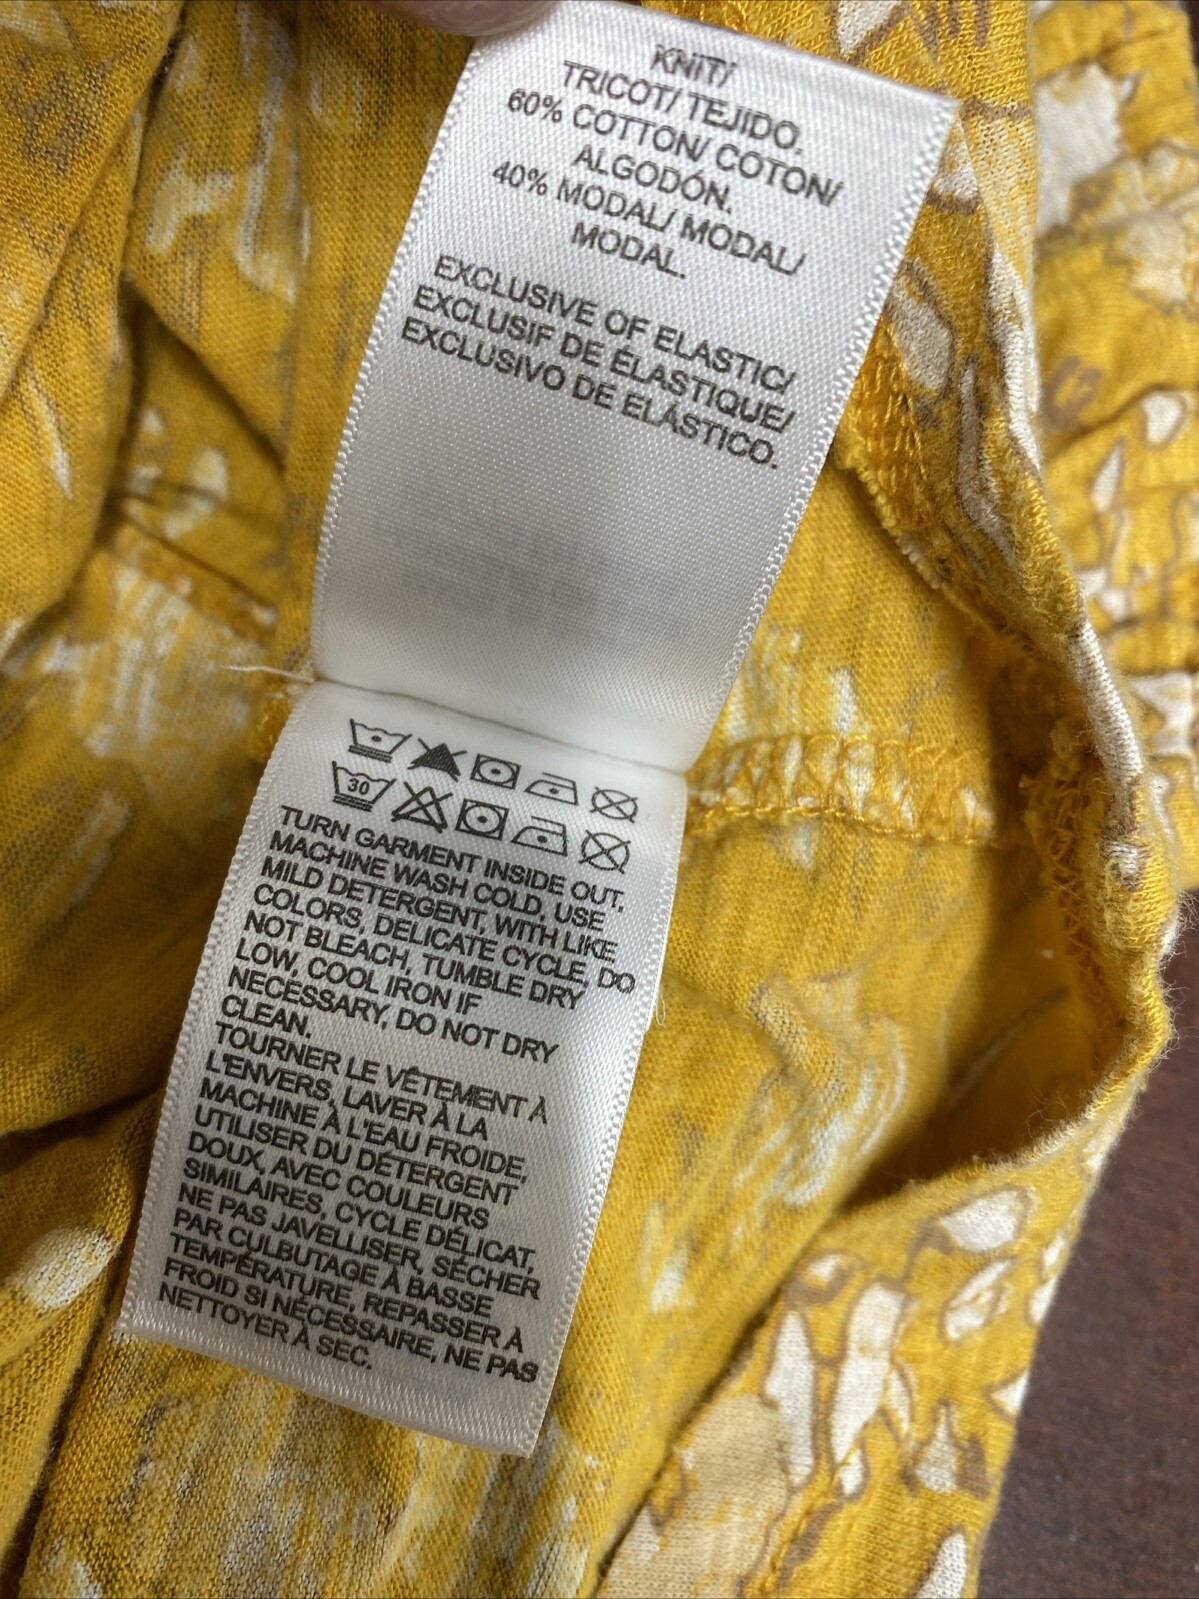 KNIT/
TRICOT/ TEJIDO.
60% COTTON/ COTON/
ALGODÓN.
40% MODAL/ MODAL/
MODAL.
EXCLUSIVE OF ELASTIC/
EXCLUSIF DE ÉLASTIQUE/
EXCLUSIVO DE ELÁSTICO.
30
TURN GARMENT INSIDE OUT,
MACHINE WASH COLD, USE
MILD DETERGENT, WITH LIKE
COLORS, DELICATE CYCLE, DO
NOT BLEACH, TUMBLE DRY
LOW, COOL IRON IF
NECESSARY, DO NOT DRY
CLEAN.
TOURNER LE VÊTEMENT À
L'ENVERS, LAVER À LA
MACHINE À L'EAU FROIDE,
UTILISER DU DÉTERGENT
DOUX, AVEC COULEURS
SIMILAIRES, CYCLE DÉLICAT,
NE PAS JAVELLISER, SÉCHER
PAR CULBUTAGE À BASSE
TEMPÉRATURE, REPASSER À
FROID SI NÉCESSAIRE, NE PAS
NETTOYER À SEC.